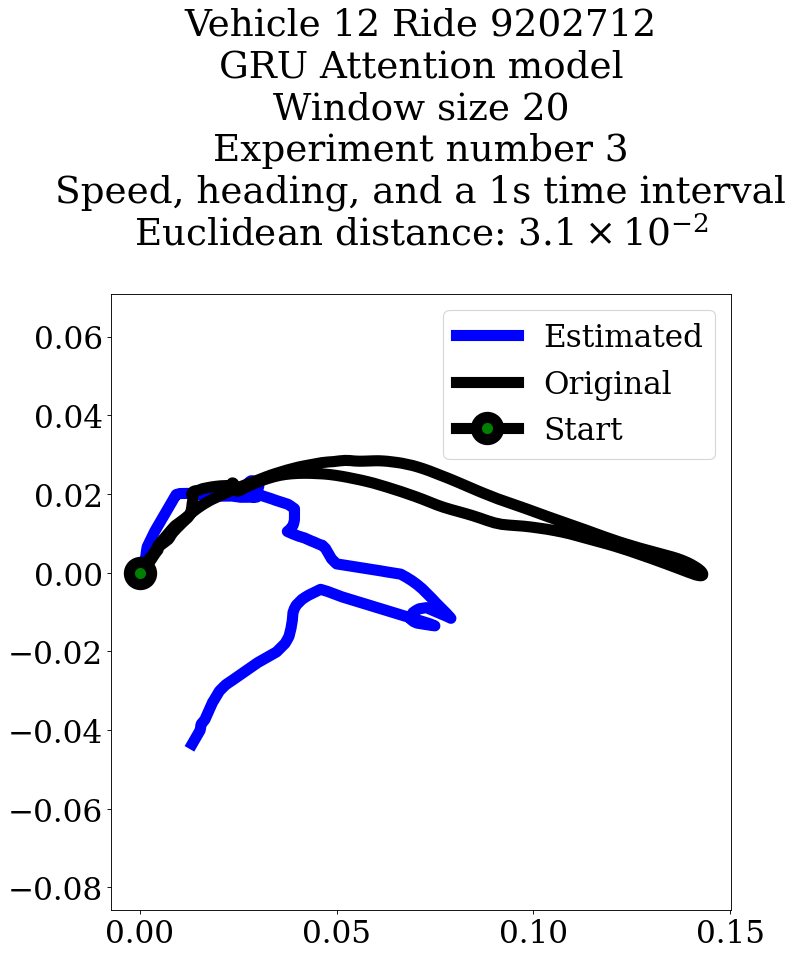 Vehicle 12 Ride 9202712
GRU Attention model
Window size 20
Experiment number 3
Speed, heading, and a 1s time interval
Euclidean distance: 3.1 × 10⁻²
Estimated
Original
Start
0.06
0.04
0.02
0.00
−0.02
−0.04
−0.06
−0.08
0.00 0.05 0.10 0.15